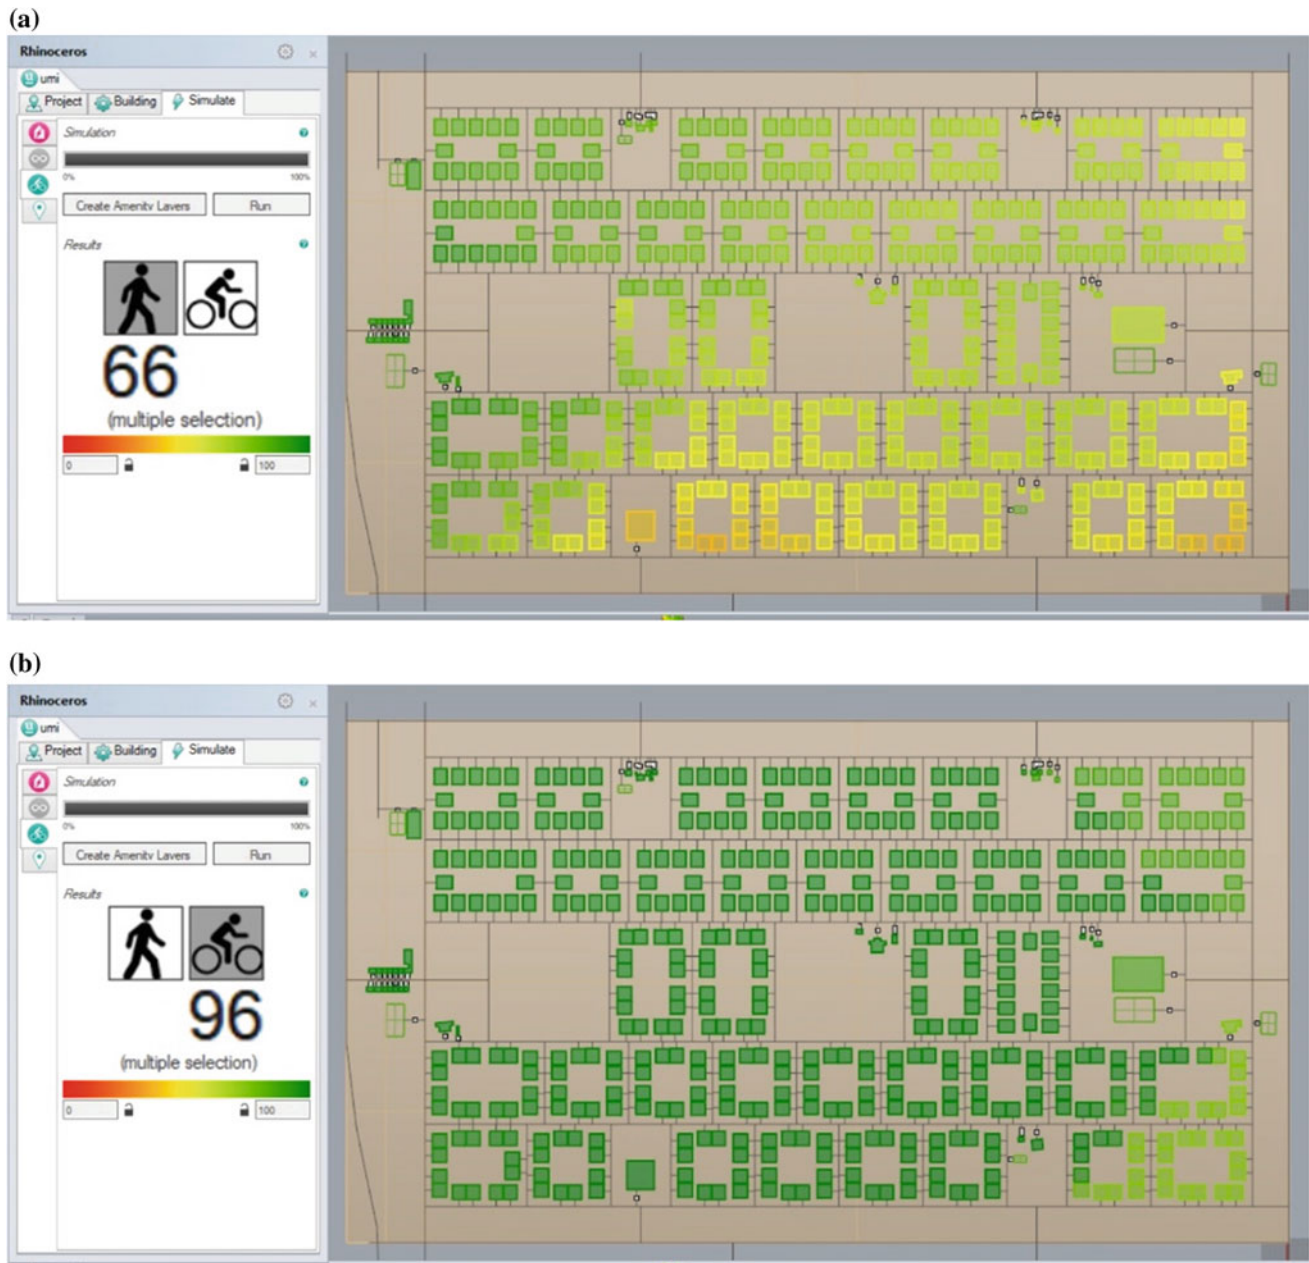 (a)
Rhinoceros
umi
Project Building Simulate
Simulation
0% 100%
Create Amenity Layers Run
Results
66
(multiple selection)
0 100
(b)
Rhinoceros
umi
Project Building Simulate
Simulation
0% 100%
Create Amenity Layers Run
Results
96
(multiple selection)
0 100